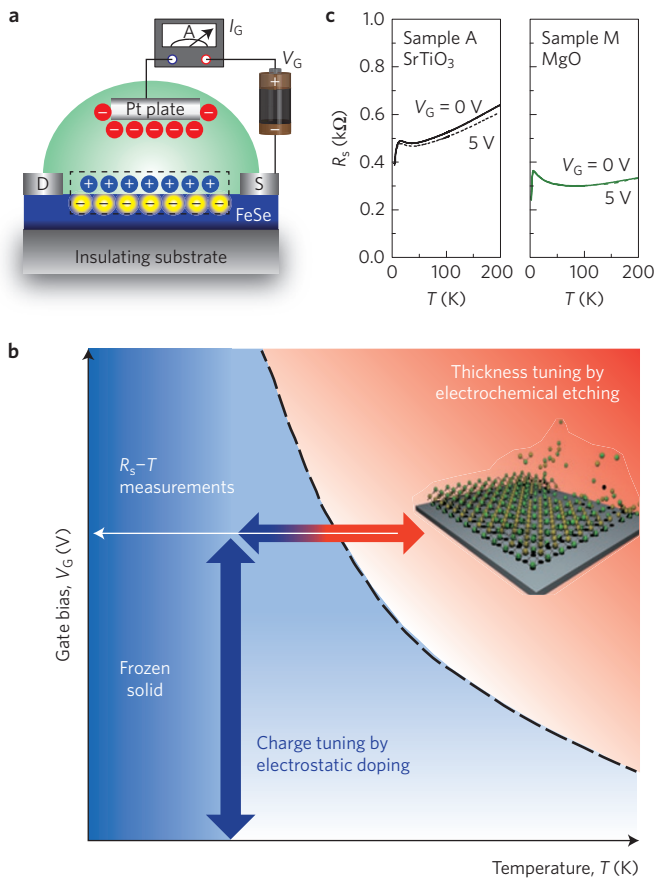 a
A
I_G
V_G
+
−
Pt plate
− −
− − − − −
D
+ + + + + + +
S
− − − − − − −
FeSe
Insulating substrate
c
Sample A
SrTiO₃
Sample M
MgO
R_s (kΩ)
1.0
0.8
0.6
0.4
0.2
0.0
V_G = 0 V
5 V
V_G = 0 V
5 V
0 100 200
0 100 200
T (K)
T (K)
b
Thickness tuning by
electrochemical etching
R_s–T
measurements
Gate bias, V_G (V)
Frozen
solid
Charge tuning by
electrostatic doping
Temperature, T (K)